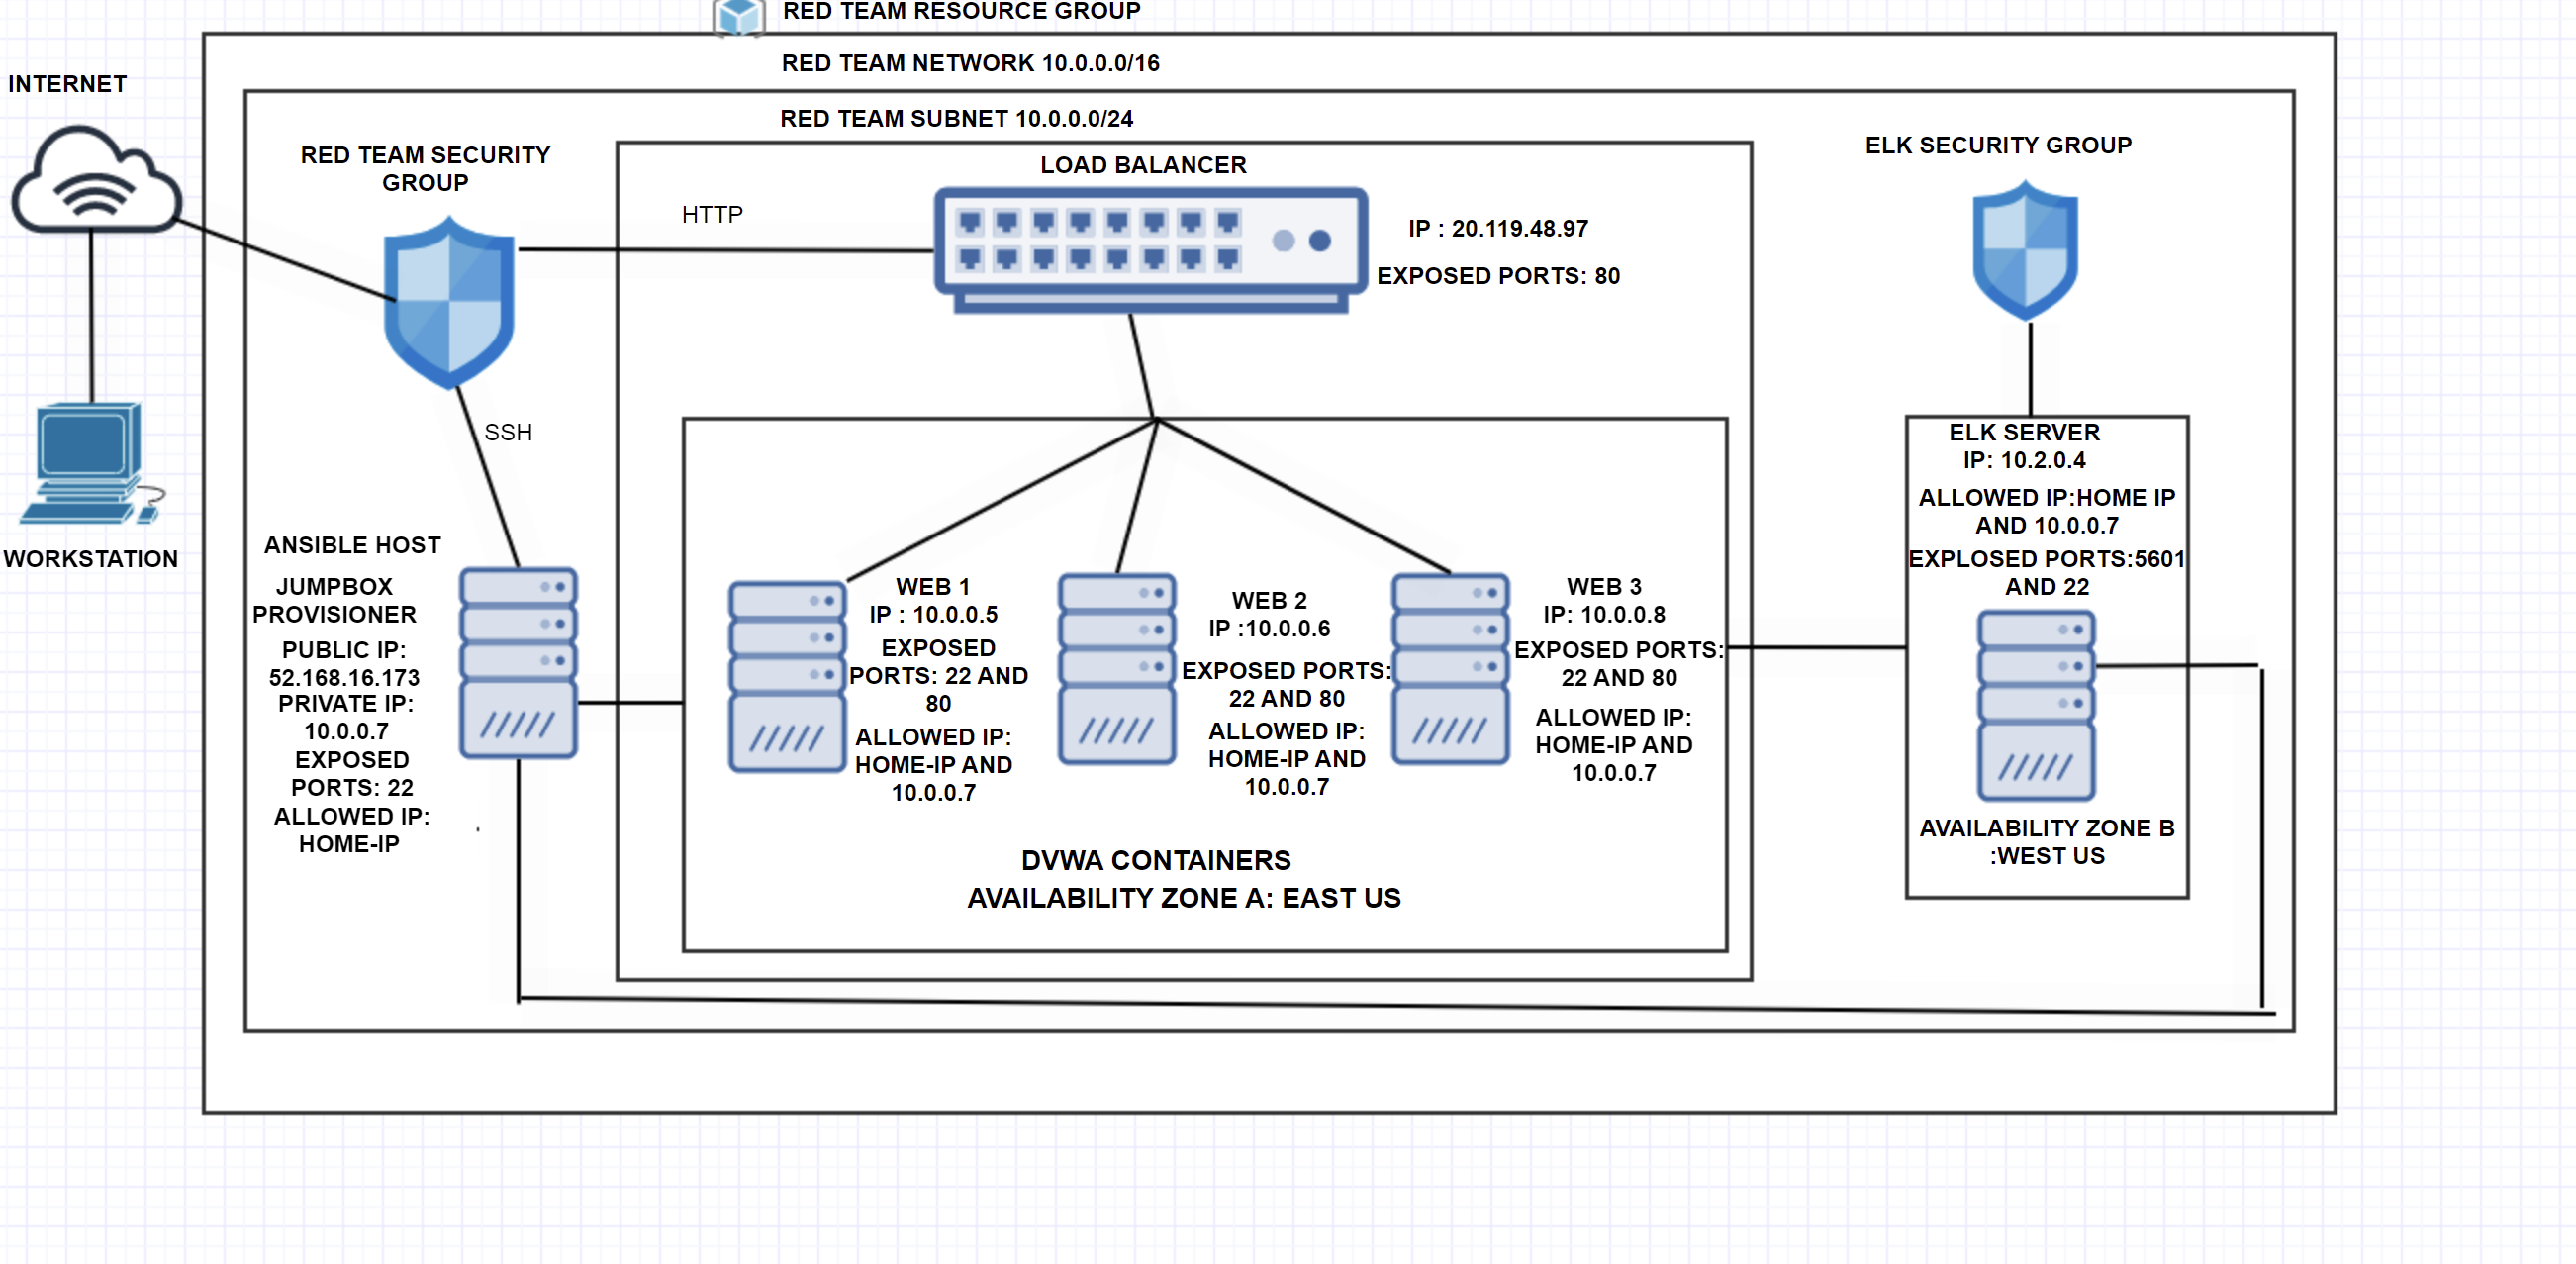 RED TEAM RESOURCE GROUP
RED TEAM NETWORK 10.0.0.0/16
INTERNET
RED TEAM SUBNET 10.0.0.0/24
RED TEAM SECURITY
GROUP
LOAD BALANCER
ELK SECURITY GROUP
HTTP
IP : 20.119.48.97
EXPOSED PORTS: 80
SSH
WORKSTATION
ANSIBLE HOST
JUMPBOX
PROVISIONER
PUBLIC IP:
52.168.16.173
PRIVATE IP:
10.0.0.7
EXPOSED
PORTS: 22
ALLOWED IP:
HOME-IP
WEB 1
IP : 10.0.0.5
EXPOSED
PORTS: 22 AND
80
ALLOWED IP:
HOME-IP AND
10.0.0.7
WEB 2
IP :10.0.0.6
EXPOSED PORTS:
22 AND 80
ALLOWED IP:
HOME-IP AND
10.0.0.7
WEB 3
IP: 10.0.0.8
EXPOSED PORTS:
22 AND 80
ALLOWED IP:
HOME-IP AND
10.0.0.7
DVWA CONTAINERS
AVAILABILITY ZONE A: EAST US
ELK SERVER
IP: 10.2.0.4
ALLOWED IP:HOME IP
AND 10.0.0.7
EXPLOSED PORTS:5601
AND 22
AVAILABILITY ZONE B
:WEST US